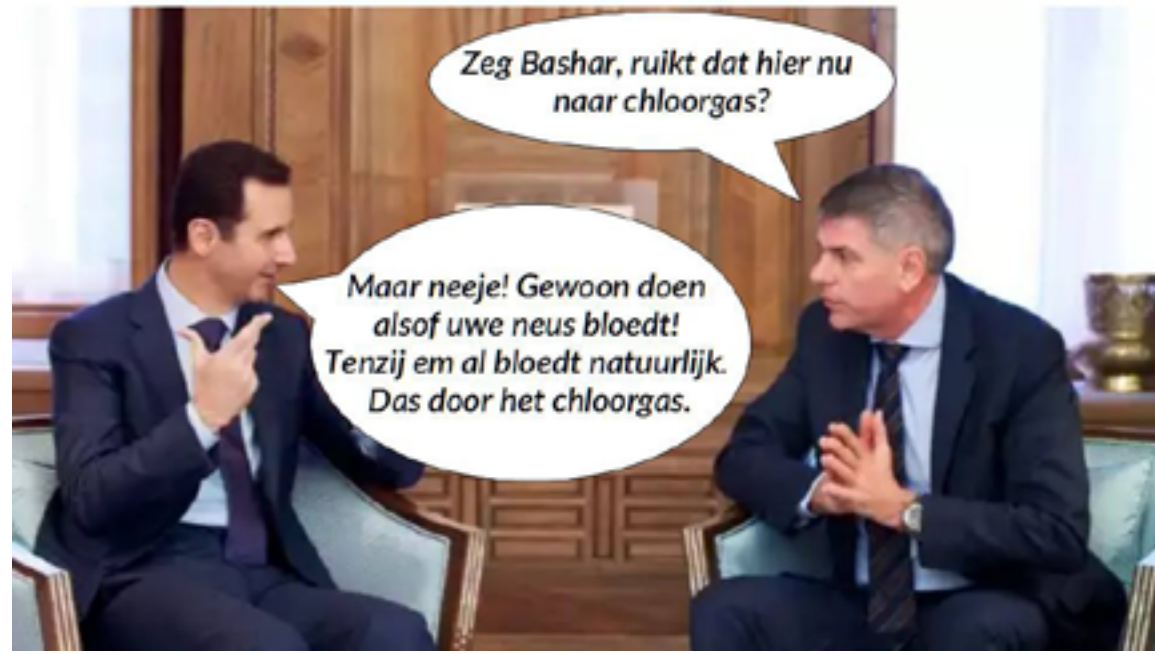 Zeg Bashar, ruikt dat hier nu
naar chloorgas?
Maar neeje! Gewoon doen
alsof uwe neus bloedt!
Tenzij em al bloedt natuurlijk.
Das door het chloorgas.